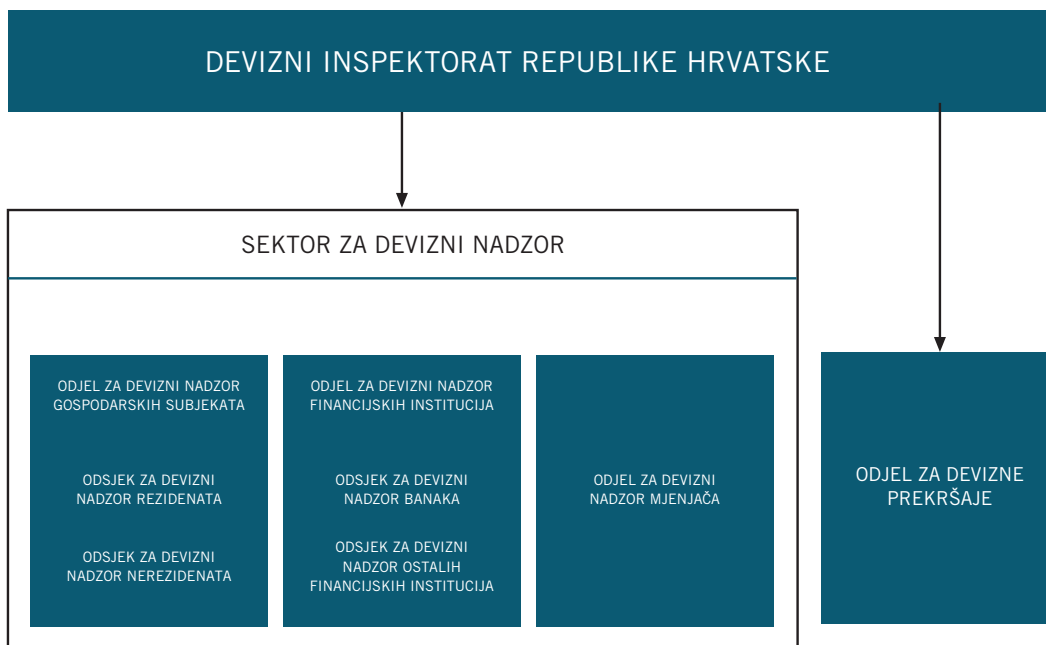 DEVIZNI INSPEKTORAT REPUBLIKE HRVATSKE
SEKTOR ZA DEVIZNI NADZOR
ODJEL ZA DEVIZNI NADZOR
GOSPODARSKIH SUBJEKATA
ODSJEK ZA DEVIZNI
NADZOR REZIDENATA
ODSJEK ZA DEVIZNI
NADZOR NEREZIDENATA
ODJEL ZA DEVIZNI NADZOR
FINANCIJSKIH INSTITUCIJA
ODSJEK ZA DEVIZNI
NADZOR BANAKA
ODSJEK ZA DEVIZNI
NADZOR OSTALIH
FINANCIJSKIH INSTITUCIJA
ODJEL ZA DEVIZNI
NADZOR MJENJAČA
ODJEL ZA DEVIZNE
PREKRŠAJE